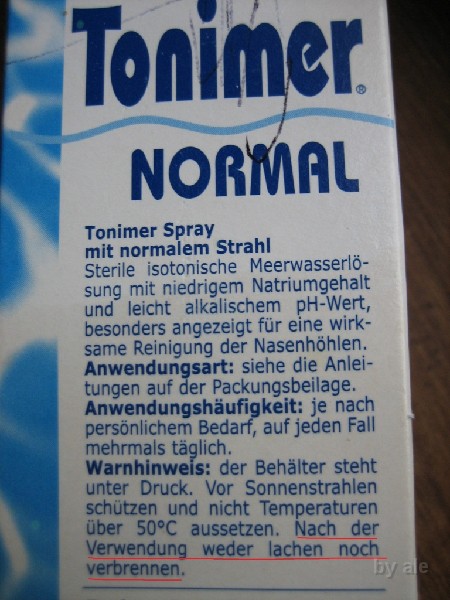 Tonimer®
NORMAL
Tonimer Spray
mit normalem Strahl
Sterile isotonische Meerwasserlö-
sung mit niedrigem Natriumgehalt
und leicht alkalischem pH-Wert,
besonders angezeigt für eine wirk-
same Reinigung der Nasenhöhlen.
Anwendungsart: siehe die Anlei-
tungen auf der Packungsbeilage.
Anwendungshäufigkeit: je nach
persönlichem Bedarf, auf jeden Fall
mehrmals täglich.
Warnhinweis: der Behälter steht
unter Druck. Vor Sonnenstrahlen
schützen und nicht Temperaturen
über 50°C aussetzen. Nach der
Verwendung weder lachen noch
verbrennen.
by ale